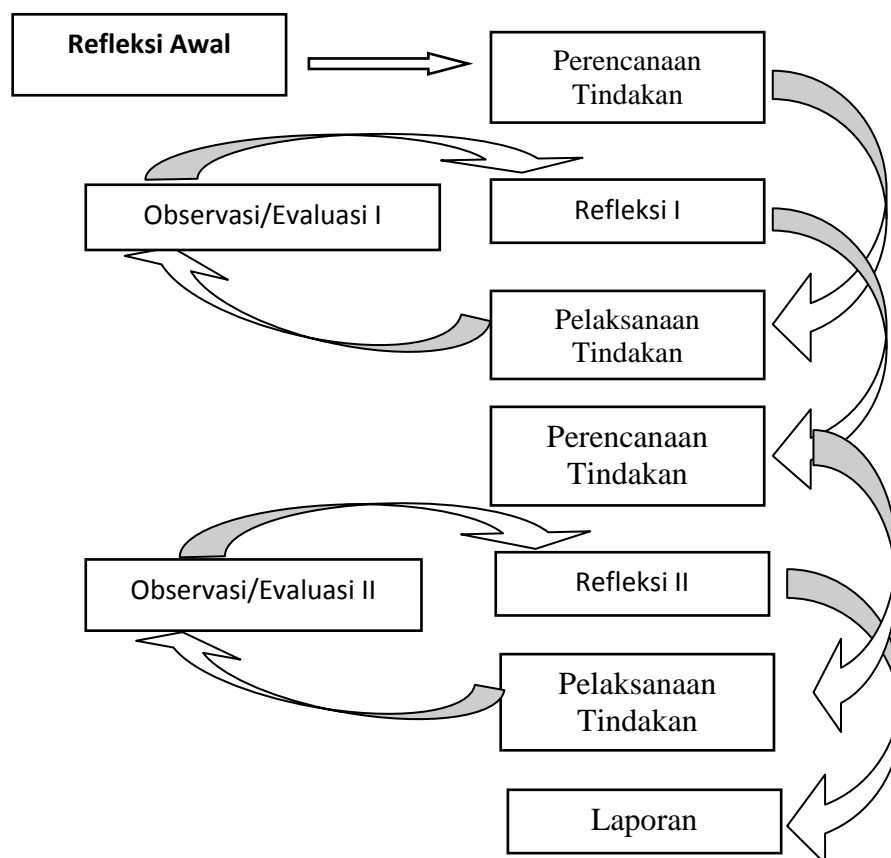 Refleksi Awal
Perencanaan
Tindakan
Observasi/Evaluasi I
Refleksi I
Pelaksanaan
Tindakan
Perencanaan
Tindakan
Observasi/Evaluasi II
Refleksi II
Pelaksanaan
Tindakan
Laporan